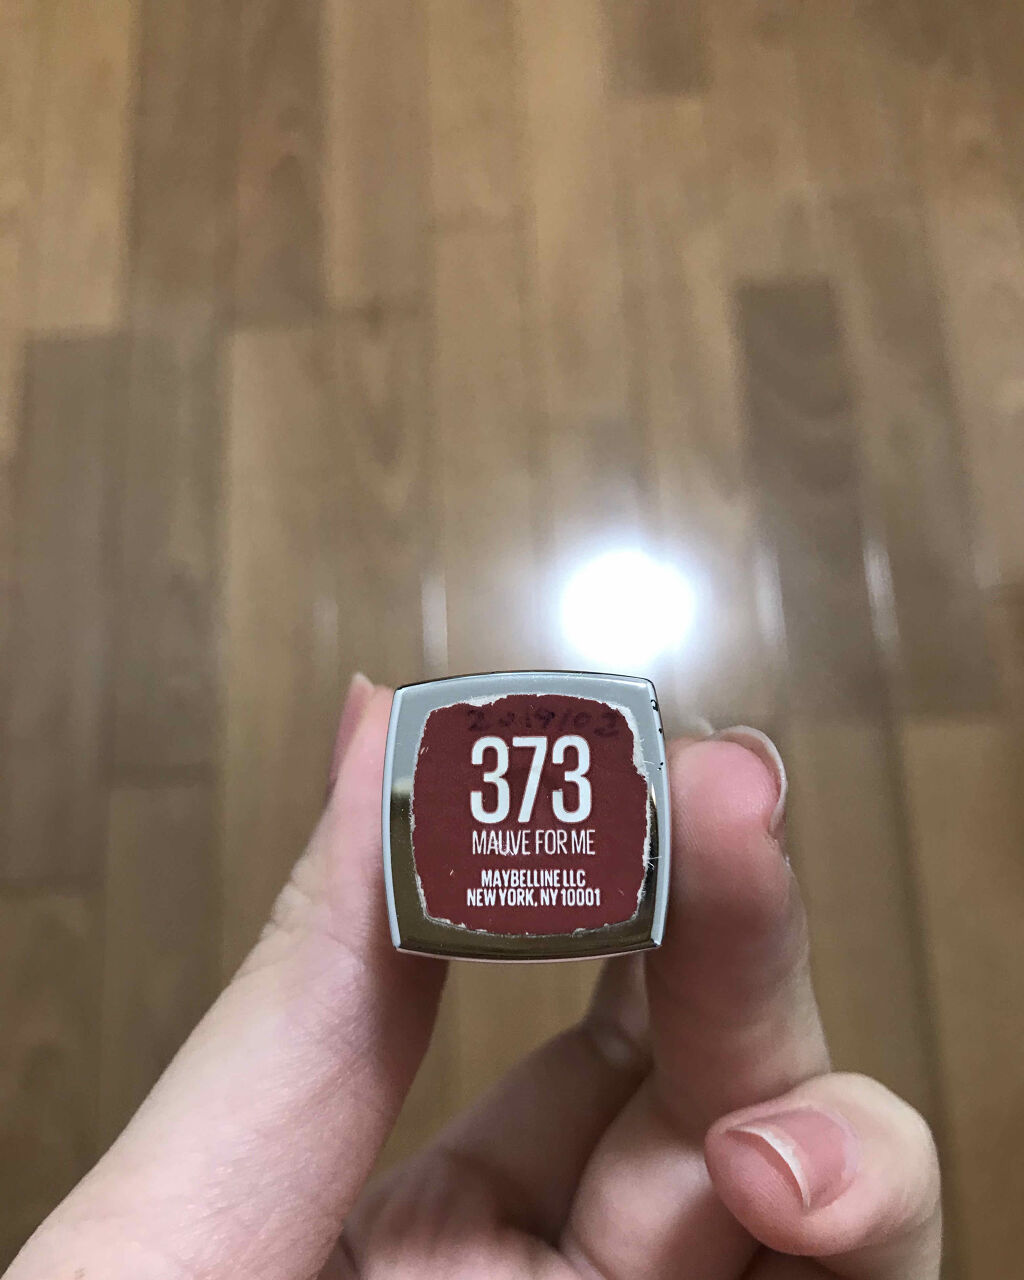 2019/02
373
MAUVE FOR ME
MAYBELLINE LLC
NEW YORK, NY 10001